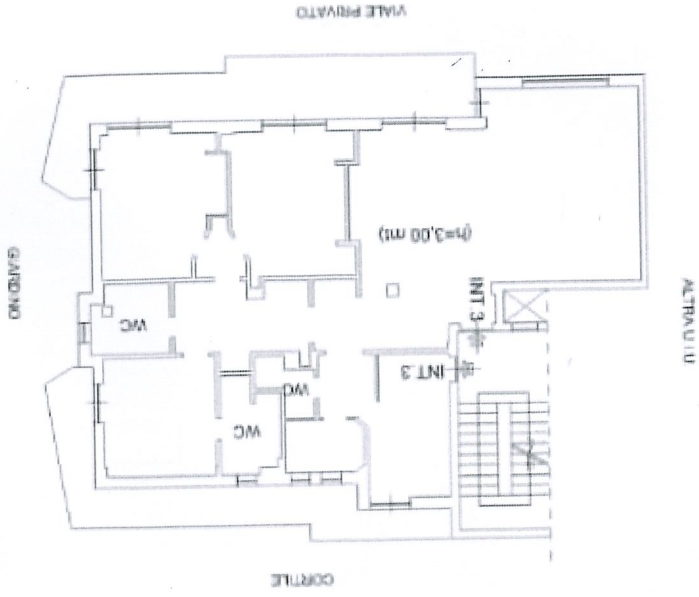 CORTILE
INT.3
WC
WC
INT.3
WC
(h=3,00 mt)
GIARDINO
ALTRA U.I.U
VIALE PRIVATO